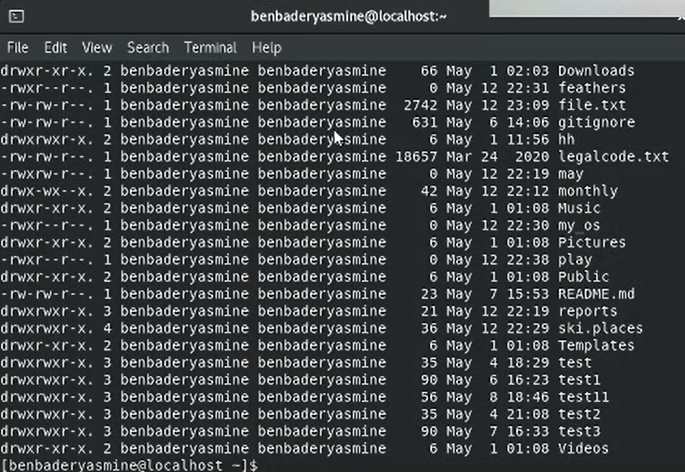 benbaderyasmine@localhost:~
File Edit View Search Terminal Help
drwxr-xr-x. 2 benbaderyasmine benbaderyasmine 66 May 1 02:03 Downloads
-rwxr--r--. 1 benbaderyasmine benbaderyasmine 0 May 12 22:31 feathers
-rw-rw-r--. 1 benbaderyasmine benbaderyasmine 2742 May 12 23:09 file.txt
-rw-rw-r--. 1 benbaderyasmine benbaderyasmine 631 May 6 14:06 gitignore
drwxrwxr-x. 2 benbaderyasmine benbaderyasmine 6 May 1 11:56 hh
-rw-rw-r--. 1 benbaderyasmine benbaderyasmine 18657 Mar 24 2020 legalcode.txt
-rwxrw-r--. 1 benbaderyasmine benbaderyasmine 0 May 12 22:19 may
drwx-wx--x. 2 benbaderyasmine benbaderyasmine 42 May 12 22:12 monthly
drwxr-xr-x. 2 benbaderyasmine benbaderyasmine 6 May 1 01:08 Music
-rwxr--r--. 1 benbaderyasmine benbaderyasmine 0 May 12 22:30 my_os
drwxr-xr-x. 2 benbaderyasmine benbaderyasmine 6 May 1 01:08 Pictures
-rwxr--r--. 1 benbaderyasmine benbaderyasmine 0 May 12 22:38 play
drwxr-xr-x. 2 benbaderyasmine benbaderyasmine 6 May 1 01:08 Public
-rw-rw-r--. 1 benbaderyasmine benbaderyasmine 23 May 7 15:53 README.md
drwxrwxr-x. 3 benbaderyasmine benbaderyasmine 21 May 12 22:19 reports
drwxrwxr-x. 4 benbaderyasmine benbaderyasmine 36 May 12 22:29 ski.places
drwxr-xr-x. 2 benbaderyasmine benbaderyasmine 6 May 1 01:08 Templates
drwxrwxr-x. 3 benbaderyasmine benbaderyasmine 35 May 4 18:29 test
drwxrwxr-x. 3 benbaderyasmine benbaderyasmine 90 May 6 16:23 test1
drwxrwxr-x. 3 benbaderyasmine benbaderyasmine 56 May 8 18:46 test11
drwxrwxr-x. 3 benbaderyasmine benbaderyasmine 35 May 4 21:08 test2
drwxrwxr-x. 3 benbaderyasmine benbaderyasmine 90 May 7 16:33 test3
drwxr-xr-x. 2 benbaderyasmine benbaderyasmine 6 May 1 01:08 Videos
[benbaderyasmine@localhost ~]$